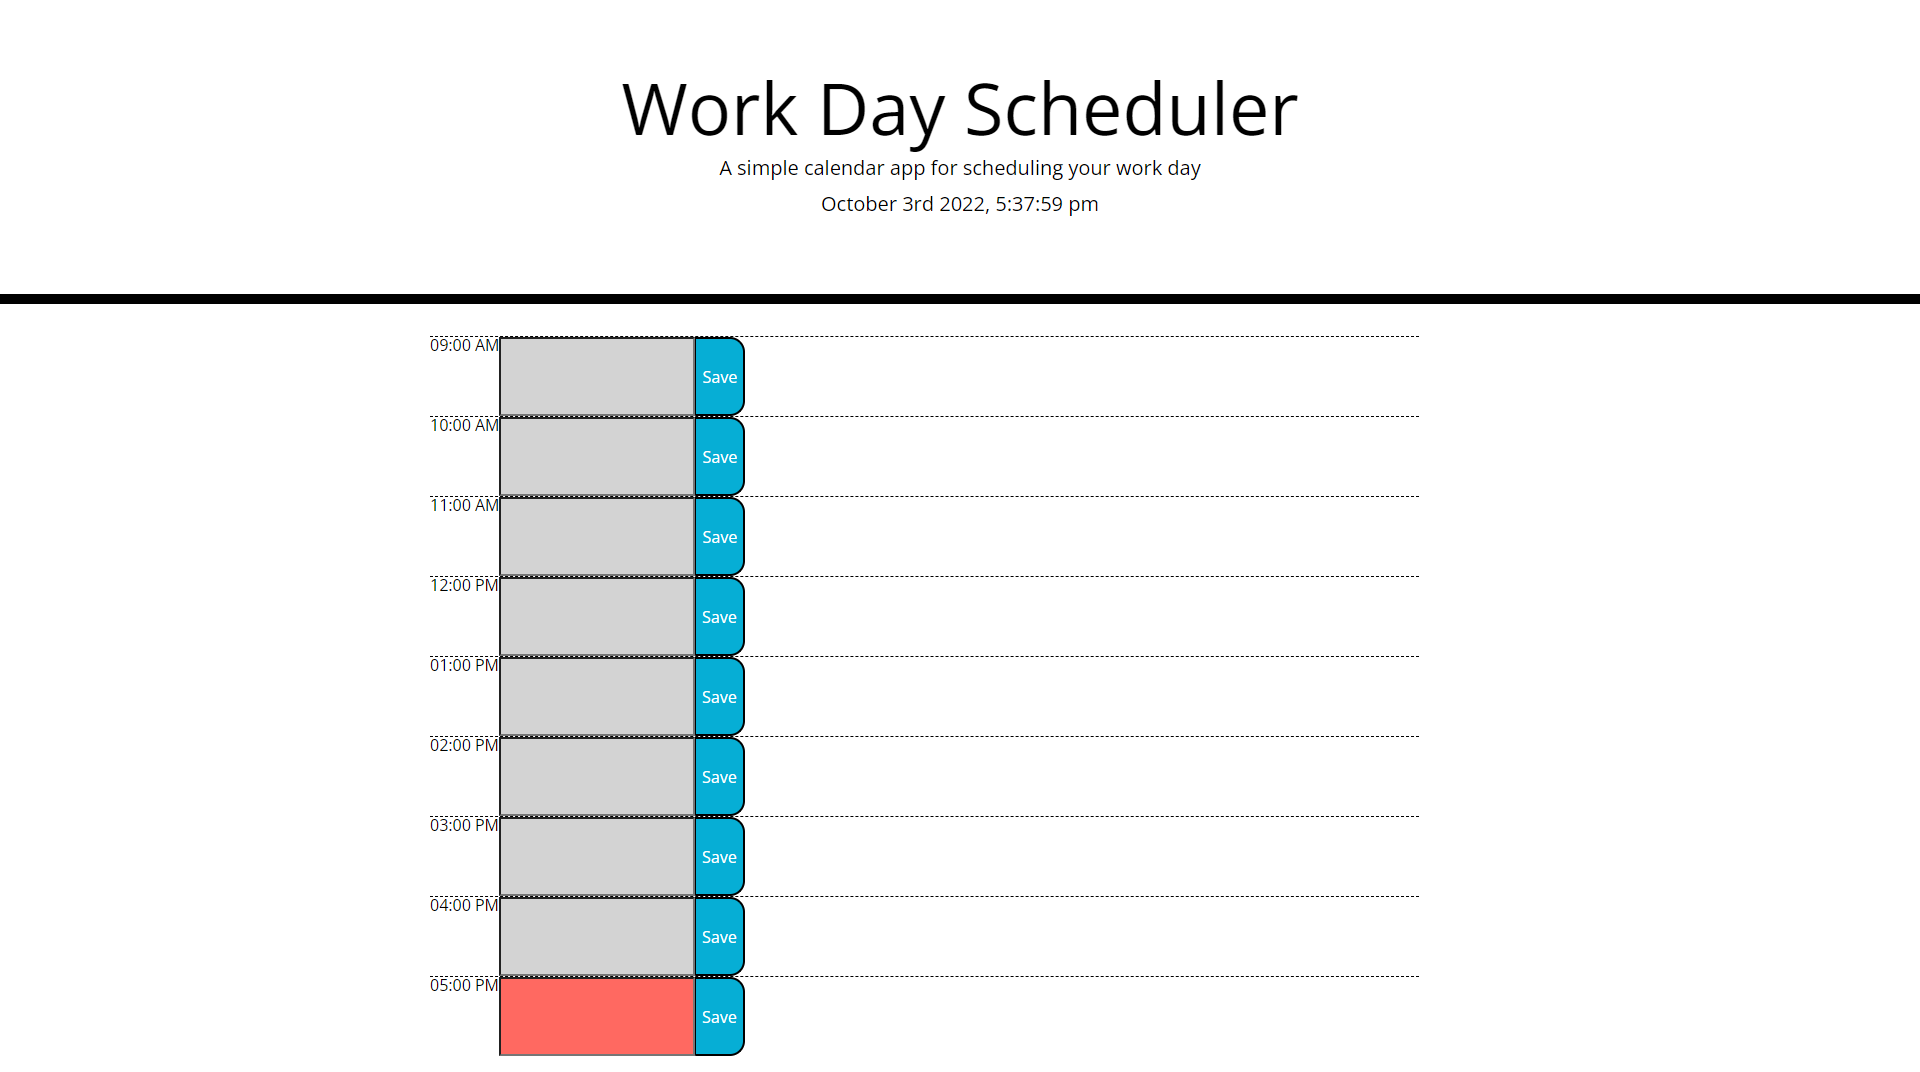 Work Day Scheduler
A simple calendar app for scheduling your work day
October 3rd 2022, 5:37:59 pm
09:00 AM Save
10:00 AM Save
11:00 AM Save
12:00 PM Save
01:00 PM Save
02:00 PM Save
03:00 PM Save
04:00 PM Save
05:00 PM Save